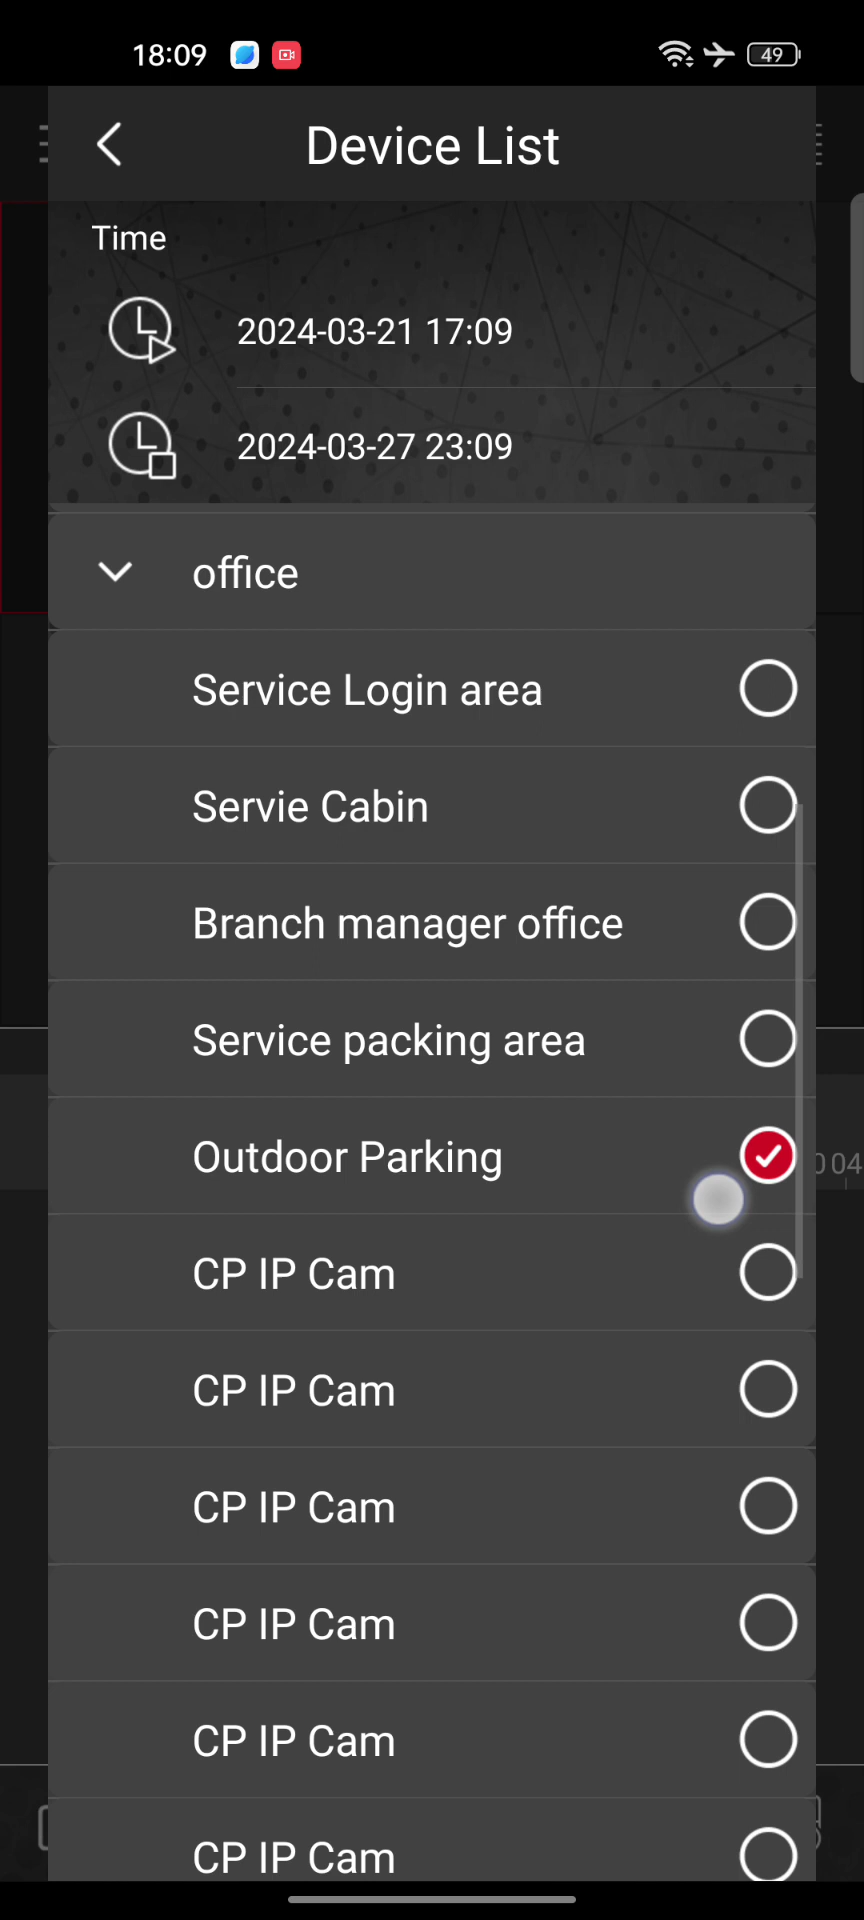 18:09
49
Device List
Time
2024-03-21 17:09
2024-03-27 23:09
office
Service Login area
Servie Cabin
Branch manager office
Service packing area
Outdoor Parking
04
CP IP Cam
CP IP Cam
CP IP Cam
CP IP Cam
CP IP Cam
CP IP Cam